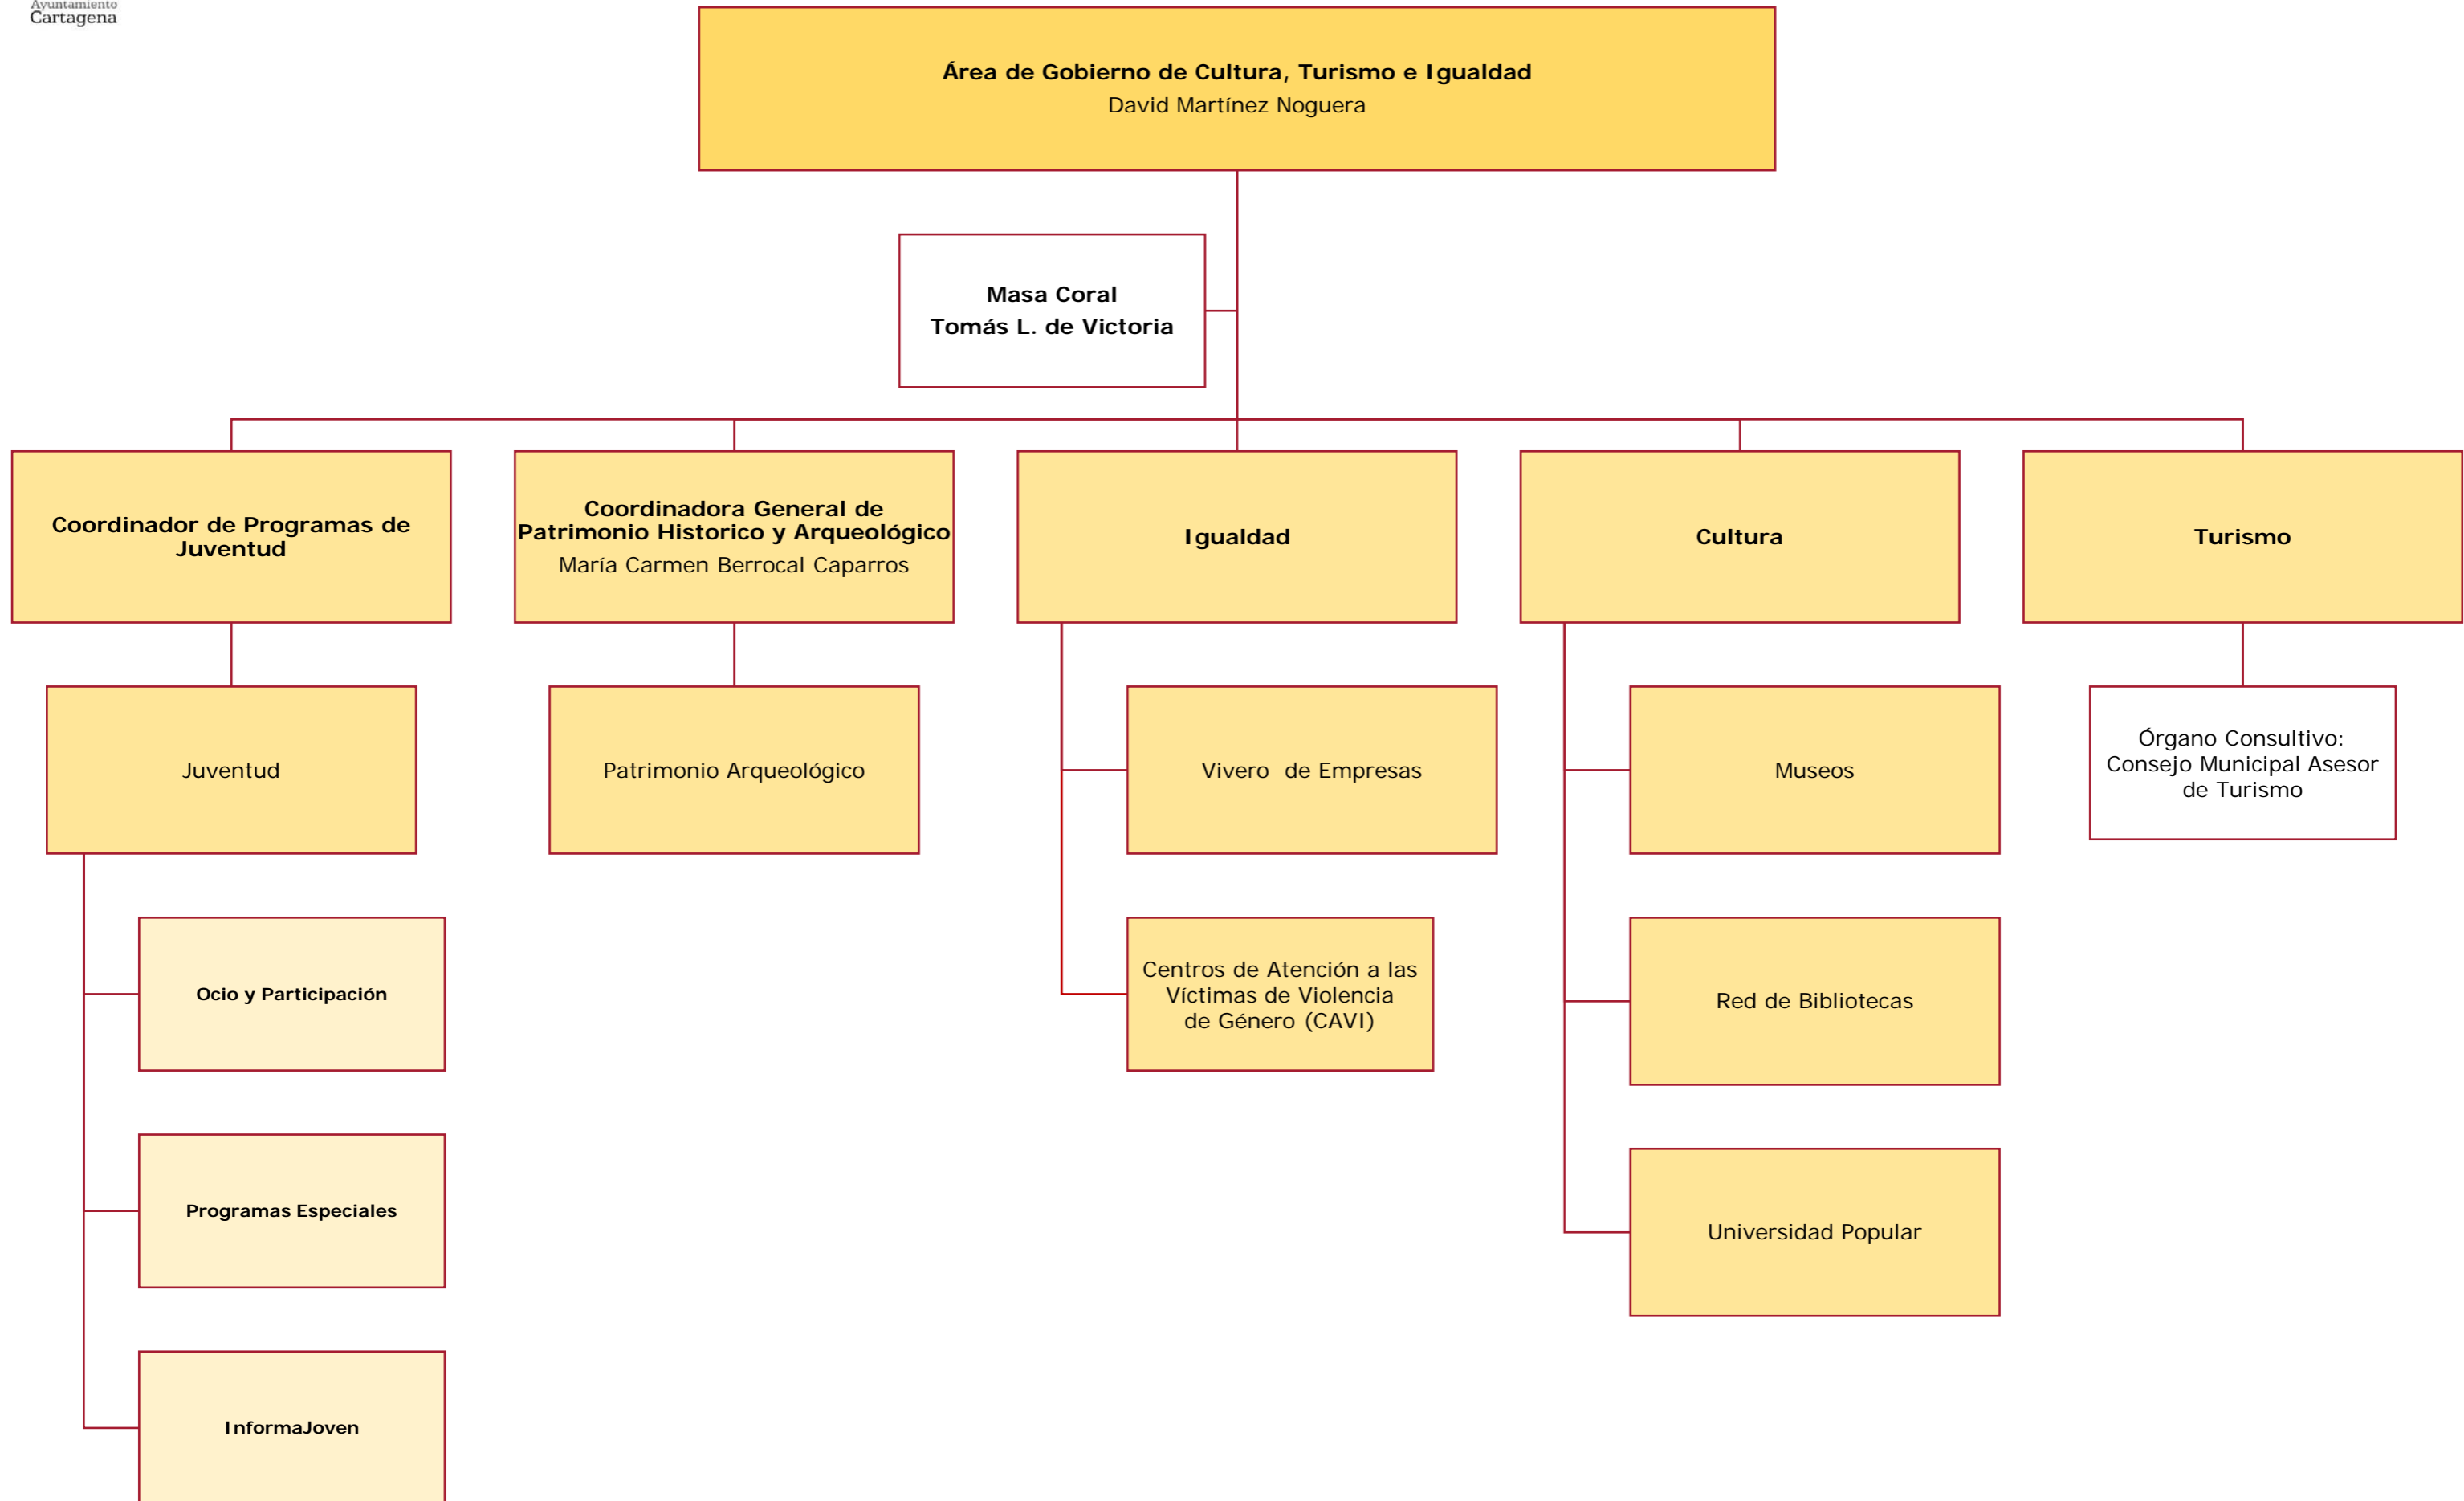 Ayuntamiento
Cartagena
Área de Gobierno de Cultura, Turismo e Igualdad
David Martínez Noguera
Masa Coral
Tomás L. de Victoria
Coordinador de Programas de
Juventud
Coordinadora General de
Patrimonio Historico y Arqueológico
María Carmen Berrocal Caparros
Igualdad
Cultura
Turismo
Juventud
Patrimonio Arqueológico
Vivero de Empresas
Museos
Órgano Consultivo:
Consejo Municipal Asesor
de Turismo
Ocio y Participación
Centros de Atención a las
Víctimas de Violencia
de Género (CAVI)
Red de Bibliotecas
Programas Especiales
Universidad Popular
InformaJoven